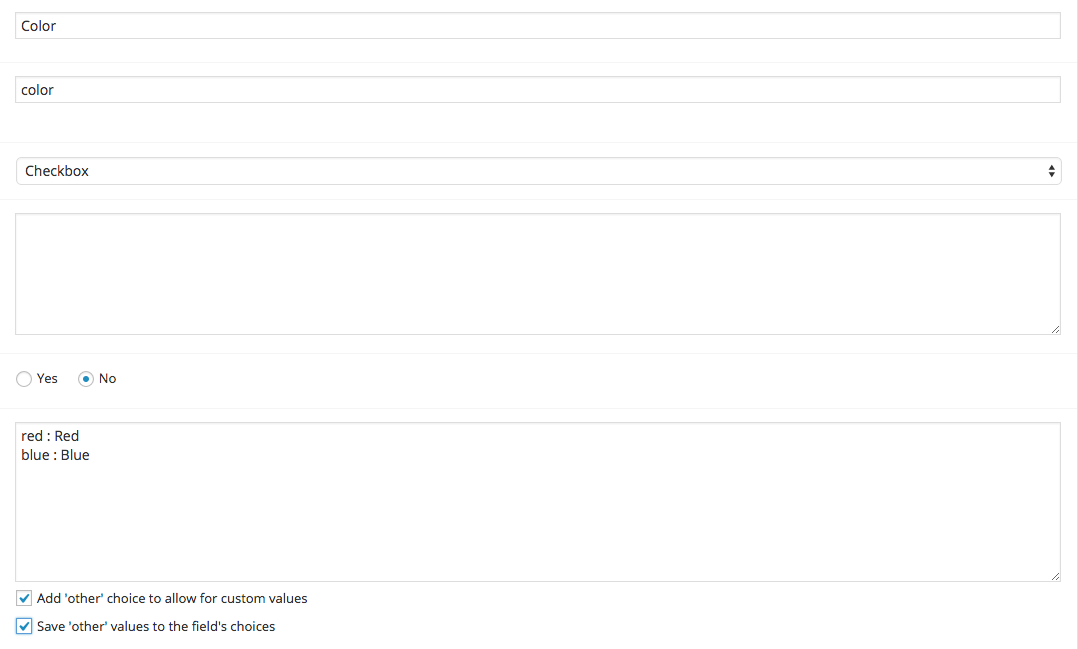 Color
color
Checkbox
Yes No
red : Red
blue : Blue
Add 'other' choice to allow for custom values
Save 'other' values to the field's choices